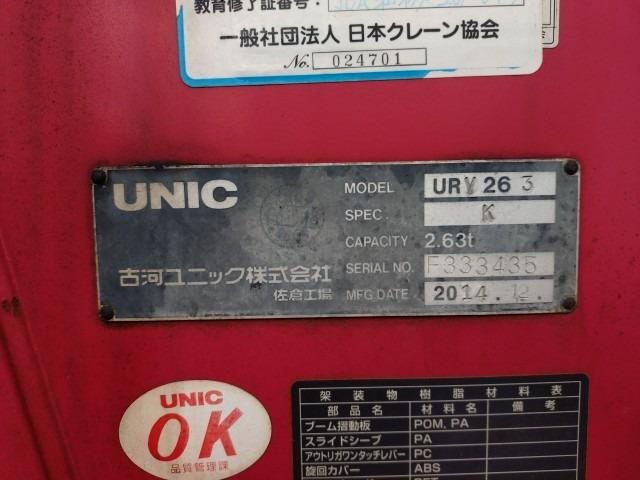 教育修了証番号:
一般社団法人 日本クレーン協会
No. 024701
UNIC
MODEL URV263
SPEC. K
CAPACITY 2.63t
古河ユニック株式会社
SERIAL NO. F333435
佐倉工場
MFG.DATE 2014.12.
UNIC
OK
品質管理課
架装物樹脂材料表
部品名 材料名 備考
ブーム摺動板 POM, PA
スライドシーブ PA
アウトリガワンタッチレバー PC
旋回カバー ABS